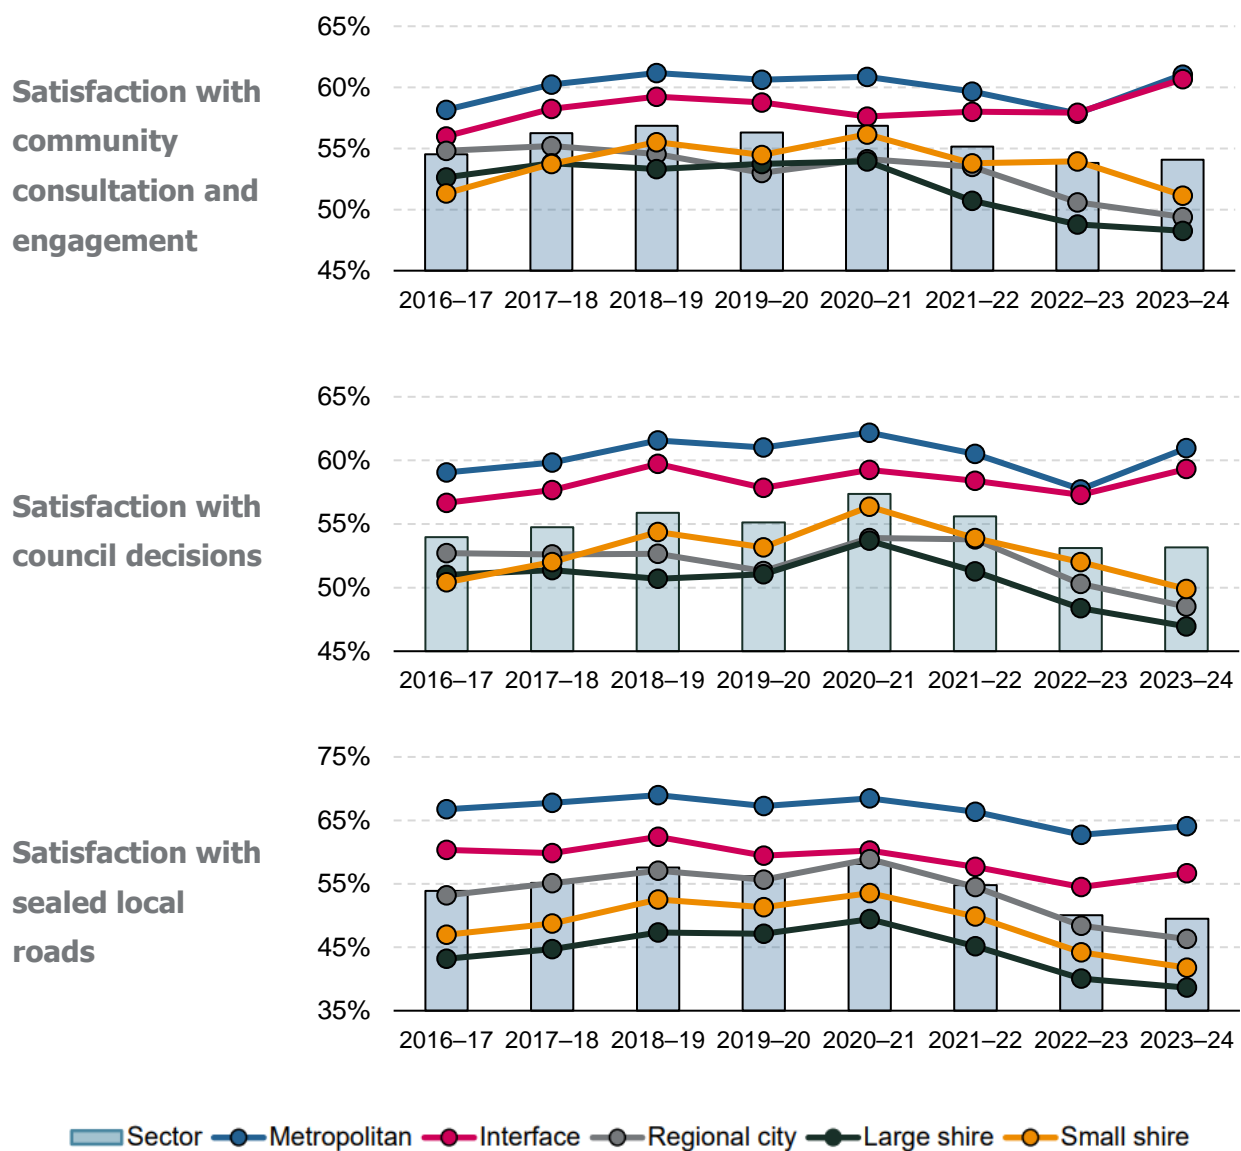 Satisfaction with
community
consultation and
engagement
65%
60%
55%
50%
45%
2016–17 2017–18 2018–19 2019–20 2020–21 2021–22 2022–23 2023–24
Satisfaction with
council decisions
65%
60%
55%
50%
45%
2016–17 2017–18 2018–19 2019–20 2020–21 2021–22 2022–23 2023–24
Satisfaction with
sealed local
roads
75%
65%
55%
45%
35%
2016–17 2017–18 2018–19 2019–20 2020–21 2021–22 2022–23 2023–24
Sector Metropolitan Interface Regional city Large shire Small shire